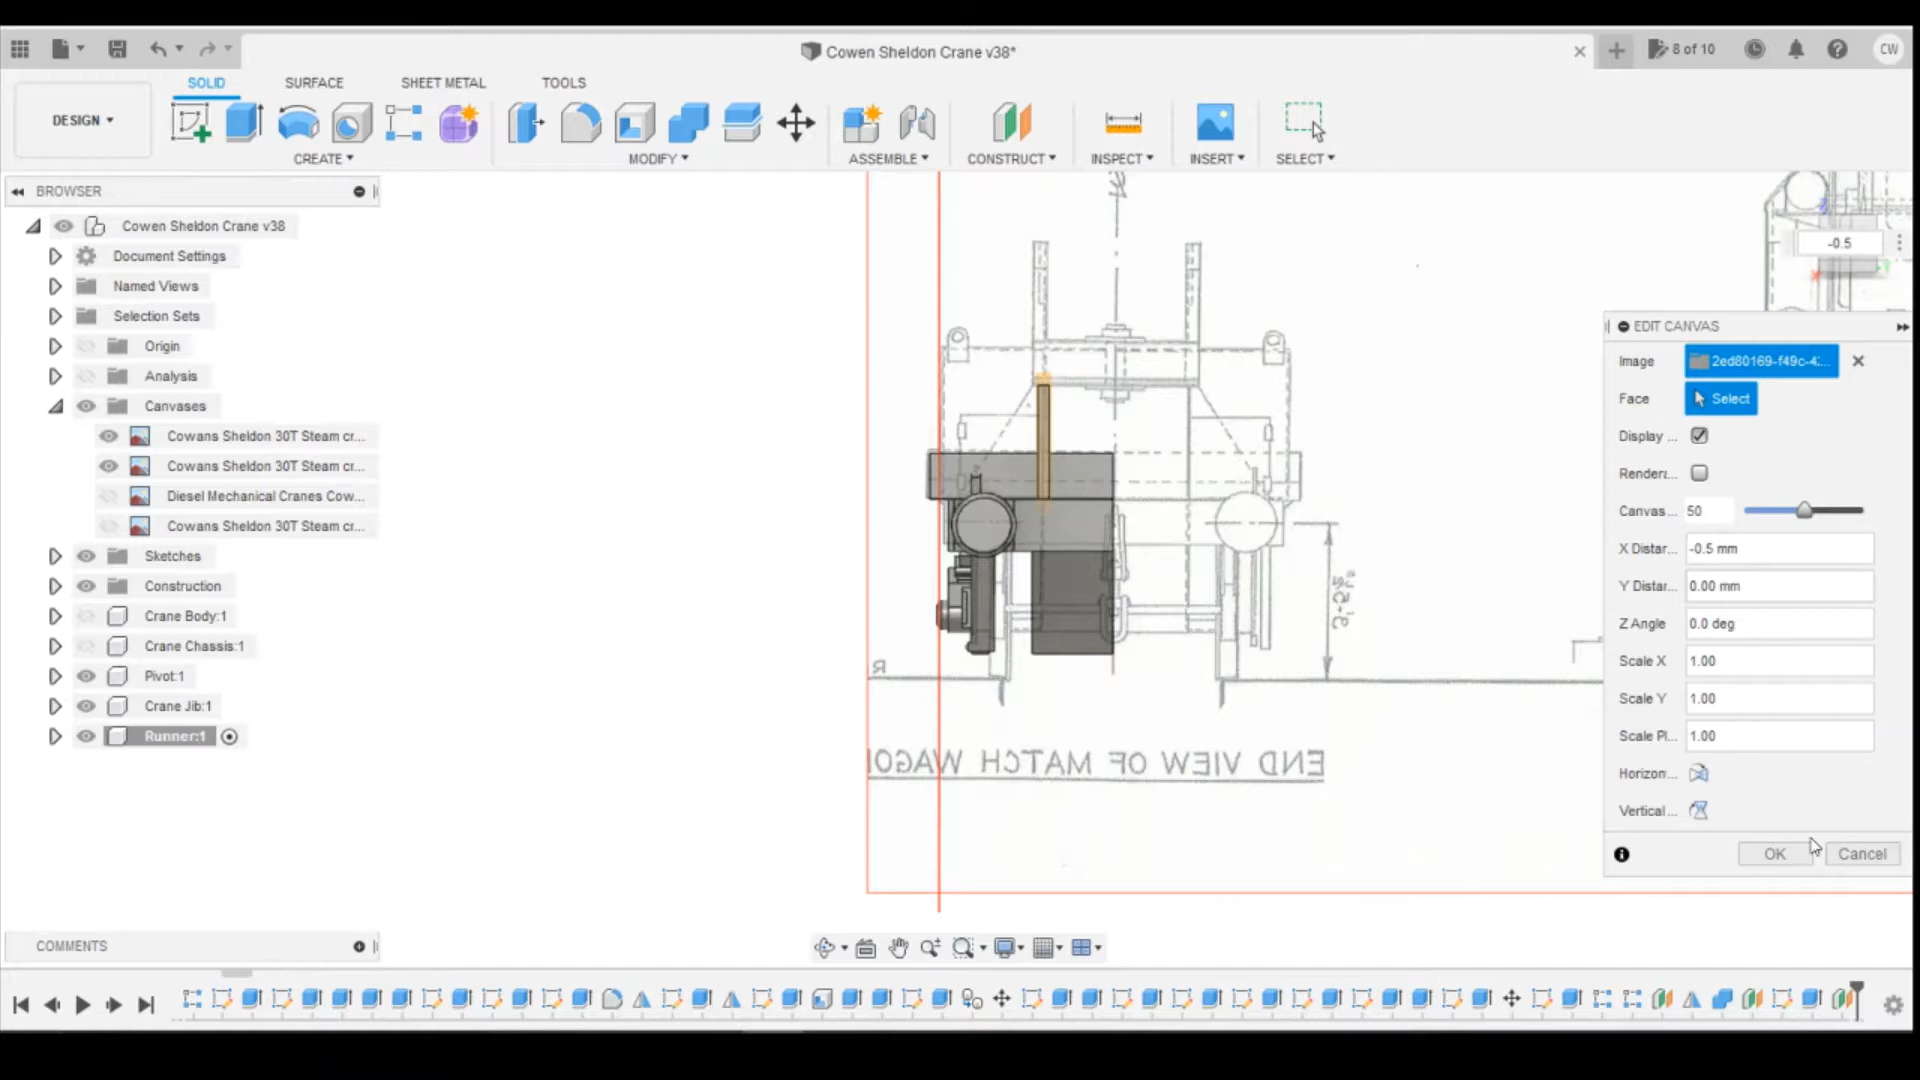 Cowen Sheldon Crane v38*
8 of 10
CW
SOLID
SURFACE
SHEET METAL
TOOLS
DESIGN
CREATE
MODIFY
ASSEMBLE
CONSTRUCT
INSPECT
INSERT
SELECT
BROWSER
Cowen Sheldon Crane v38
Document Settings
Named Views
Selection Sets
Origin
Analysis
Canvases
Cowans Sheldon 30T Steam cr...
Cowans Sheldon 30T Steam cr...
Diesel Mechanical Cranes Cow...
Cowans Sheldon 30T Steam cr...
Sketches
Construction
Crane Body:1
Crane Chassis:1
Pivot:1
Crane Jib:1
Runner:1
-0.5
R
END VIEW OF MATCH WAGO
EDIT CANVAS
Image
2ed80169-f49c-4...
Face
Select
Display ...
Render...
Canvas...
50
X Distar...
-0.5 mm
Y Distar...
0.00 mm
Z Angle
0.0 deg
Scale X
1.00
Scale Y
1.00
Scale Pl...
1.00
Horizon...
Vertical...
OK
Cancel
COMMENTS